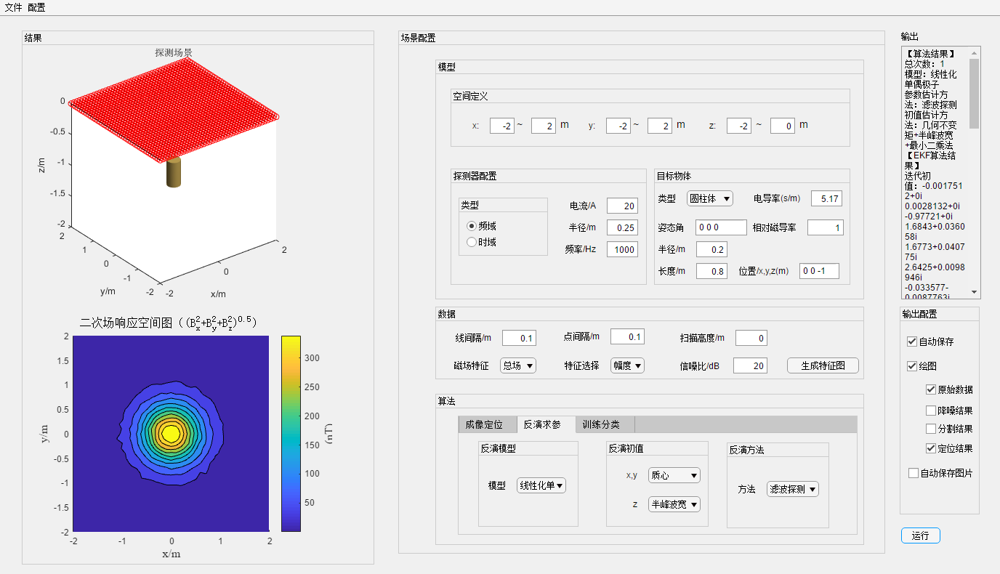 文件 配置
结果
探测场景
0
-0.5
-1
-1.5
-2
z/m
2
1
0
-1
-2
y/m
-2
0
2
x/m
二次场响应空间图（(B_x^2+B_y^2+B_z^2)^0.5）
2
1.5
1
0.5
0
-0.5
-1
-1.5
-2
y/m
-2
-1
0
1
2
x/m
300
250
200
150
100
50
(nT)
场景配置
模型
空间定义
x: -2 ~ 2 m y: -2 ~ 2 m z: -2 ~ 0 m
探测器配置
类型
频域
时域
电流/A 20
半径/m 0.25
频率/Hz 1000
目标物体
类型 圆柱体 电导率(s/m) 5.17
姿态角 0 0 0 相对磁导率 1
半径/m 0.2
长度/m 0.8 位置/x,y,z(m) 0 0 -1
数据
线间隔/m 0.1 点间隔/m 0.1 扫描高度/m 0
磁场特征 总场 特征选择 幅度 信噪比/dB 20 生成特征图
算法
成像定位 反演求参 训练分类
反演模型
模型 线性化单
反演初值
x,y 质心
z 半峰波宽
反演方法
方法 滤波探测
输出
【算法结果】
总次数：1
模型：线性化
单偶极子
参数估计方
法：滤波探测
初值估计方
法：几何不变
矩+半峰波宽
+最小二乘法
【EKF算法结
果】
迭代初
值：-0.001751
2+0i
0.0028132+0i
-0.97721+0i
1.6843+0.0360
58i
1.6773+0.0407
75i
2.6425+0.0098
946i
-0.033577-
0.0087763i
输出配置
自动保存
绘图
原始数据
降噪结果
分割结果
定位结果
自动保存图片
运行